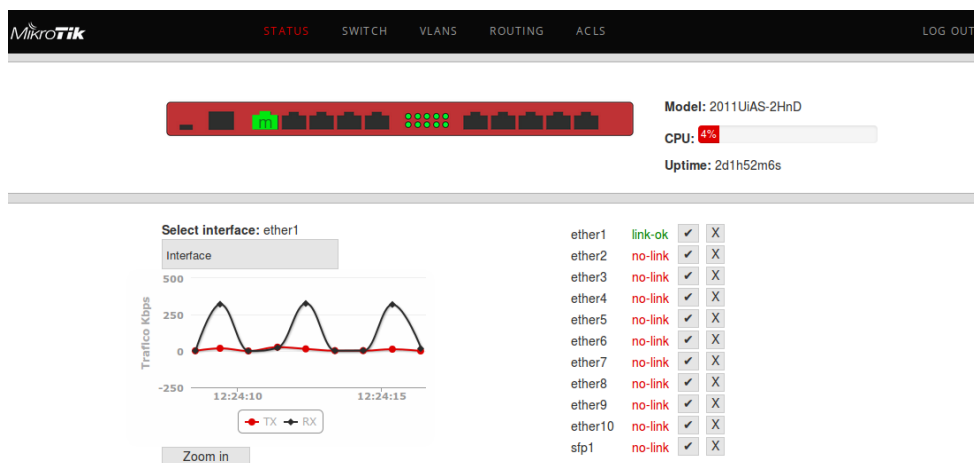 MikroTik STATUS SWITCH VLANS ROUTING ACLS LOG OUT
m
Model: 2011UiAS-2HnD
CPU: 4%
Uptime: 2d1h52m6s
Select interface: ether1
Interface
500
250
0
-250
Trafico Kbps
12:24:10 12:24:15
TX RX
Zoom in
ether1 link-ok ✔ X
ether2 no-link ✔ X
ether3 no-link ✔ X
ether4 no-link ✔ X
ether5 no-link ✔ X
ether6 no-link ✔ X
ether7 no-link ✔ X
ether8 no-link ✔ X
ether9 no-link ✔ X
ether10 no-link ✔ X
sfp1 no-link ✔ X